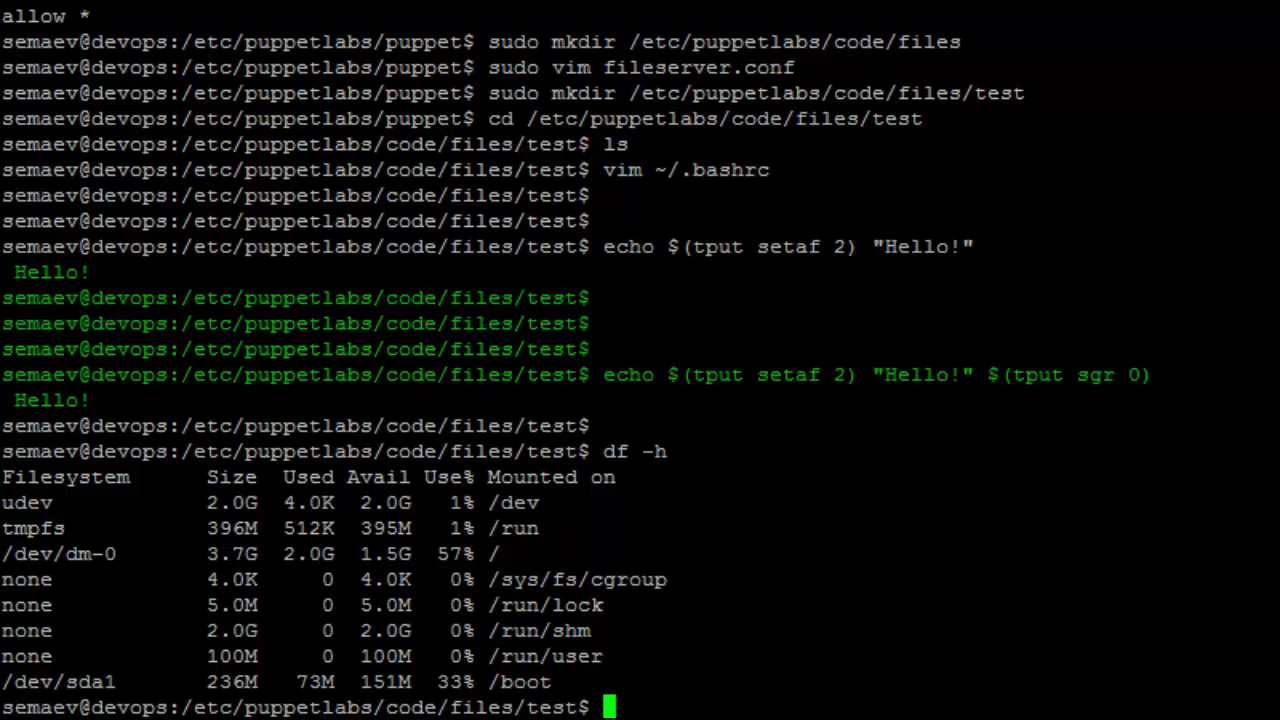 allow *
semaev@devops:/etc/puppetlabs/puppet$ sudo mkdir /etc/puppetlabs/code/files
semaev@devops:/etc/puppetlabs/puppet$ sudo vim fileserver.conf
semaev@devops:/etc/puppetlabs/puppet$ sudo mkdir /etc/puppetlabs/code/files/test
semaev@devops:/etc/puppetlabs/puppet$ cd /etc/puppetlabs/code/files/test
semaev@devops:/etc/puppetlabs/code/files/test$ ls
semaev@devops:/etc/puppetlabs/code/files/test$ vim ~/.bashrc
semaev@devops:/etc/puppetlabs/code/files/test$
semaev@devops:/etc/puppetlabs/code/files/test$
semaev@devops:/etc/puppetlabs/code/files/test$ echo $(tput setaf 2) "Hello!"
 Hello!
semaev@devops:/etc/puppetlabs/code/files/test$
semaev@devops:/etc/puppetlabs/code/files/test$
semaev@devops:/etc/puppetlabs/code/files/test$
semaev@devops:/etc/puppetlabs/code/files/test$ echo $(tput setaf 2) "Hello!" $(tput sgr 0)
 Hello!
semaev@devops:/etc/puppetlabs/code/files/test$
semaev@devops:/etc/puppetlabs/code/files/test$ df -h
Filesystem      Size  Used Avail Use% Mounted on
udev            2.0G  4.0K  2.0G   1% /dev
tmpfs           396M  512K  395M   1% /run
/dev/dm-0       3.7G  2.0G  1.5G  57% /
none            4.0K     0  4.0K   0% /sys/fs/cgroup
none            5.0M     0  5.0M   0% /run/lock
none            2.0G     0  2.0G   0% /run/shm
none            100M     0  100M   0% /run/user
/dev/sda1       236M   73M  151M  33% /boot
semaev@devops:/etc/puppetlabs/code/files/test$